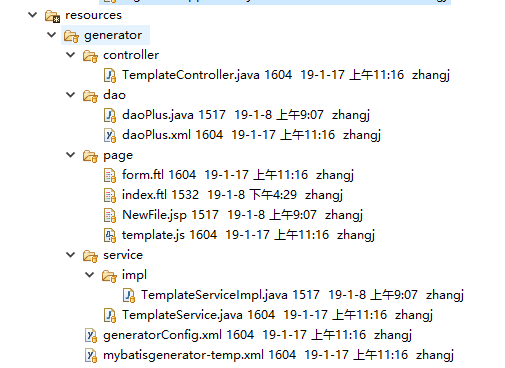 resources
generator
controller
TemplateController.java 1604 19-1-17 上午11:16 zhangj
dao
daoPlus.java 1517 19-1-8 上午9:07 zhangj
daoPlus.xml 1604 19-1-17 上午11:16 zhangj
page
form.ftl 1604 19-1-17 上午11:16 zhangj
index.ftl 1532 19-1-8 下午4:29 zhangj
NewFile.jsp 1517 19-1-8 上午9:07 zhangj
template.js 1604 19-1-17 上午11:16 zhangj
service
impl
TemplateServiceImpl.java 1517 19-1-8 上午9:07 zhangj
TemplateService.java 1604 19-1-17 上午11:16 zhangj
generatorConfig.xml 1604 19-1-17 上午11:16 zhangj
mybatisgenerator-temp.xml 1604 19-1-17 上午11:16 zhangj